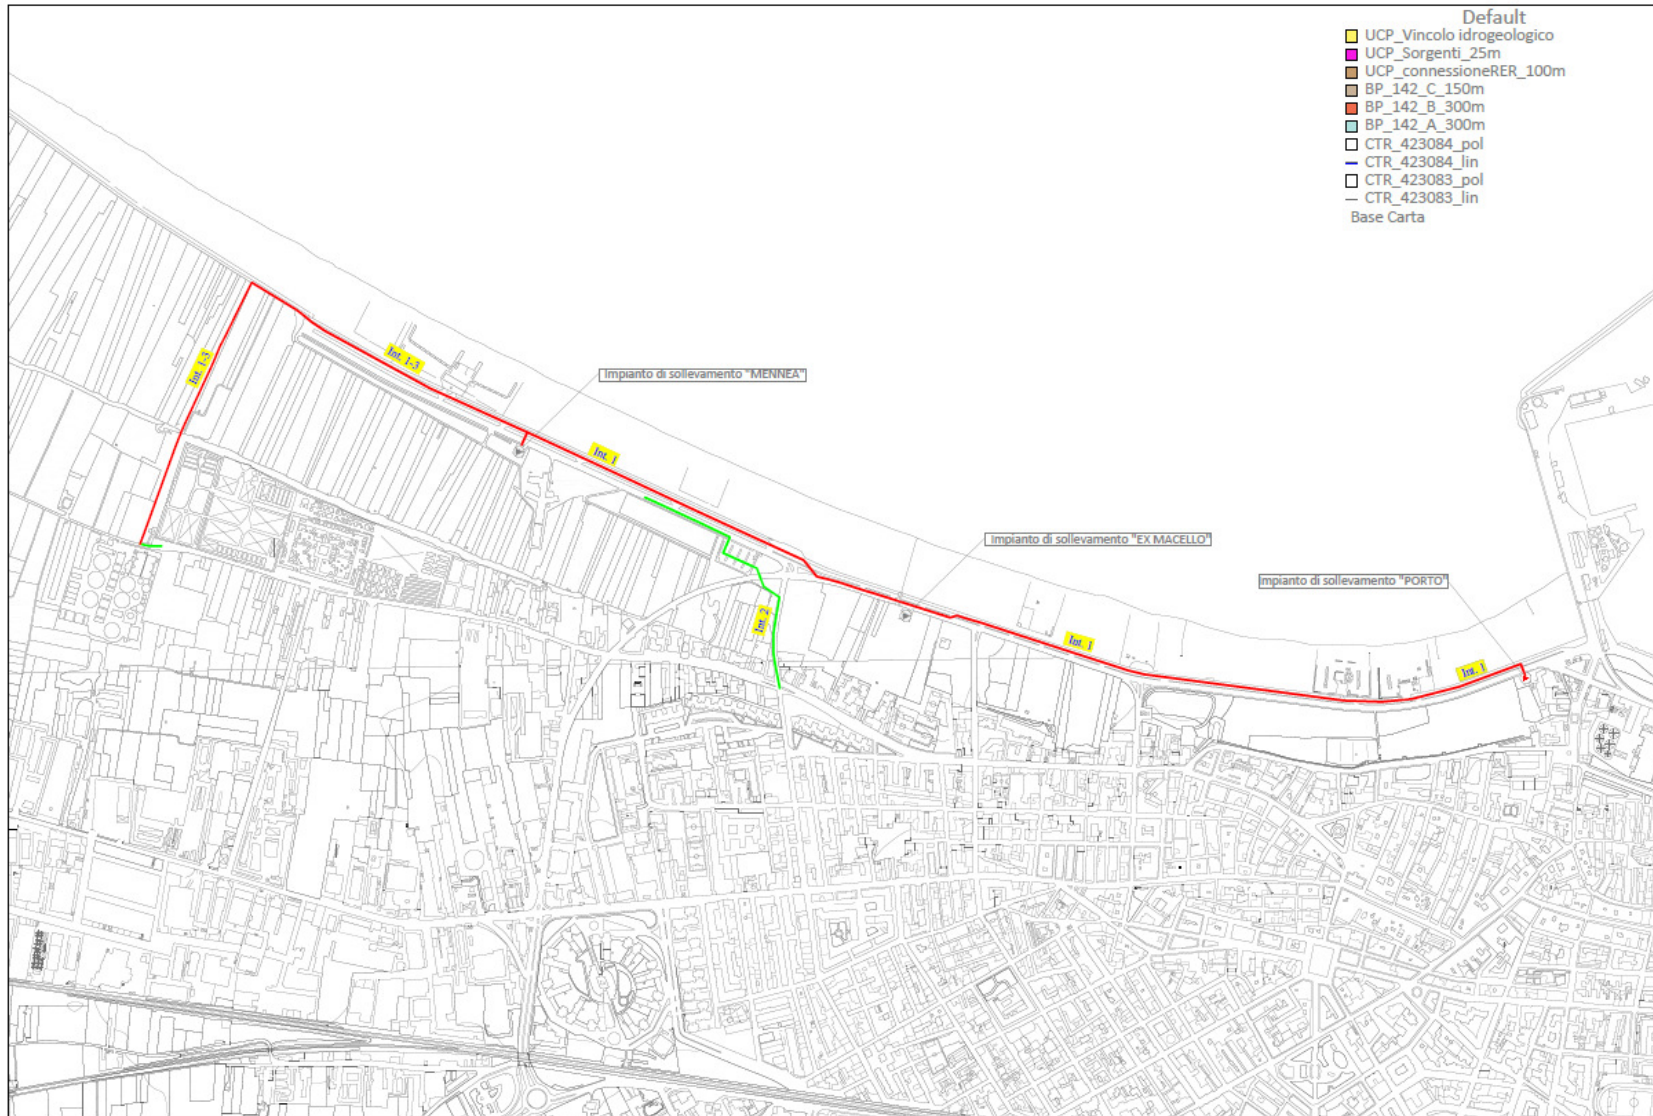 Default
UCP_Vincolo idrogeologico
UCP_Sorgenti_25m
UCP_connessioneRER_100m
BP_142_C_150m
BP_142_B_300m
BP_142_A_300m
CTR_423084_pol
CTR_423084_lin
CTR_423083_pol
CTR_423083_lin
Base Carta
Int. 1-3
Int. 1-3
Impianto di sollevamento "MENNEA"
Int. 1
Impianto di sollevamento "EX MACELLO"
Impianto di sollevamento "PORTO"
Int. 2
Int. 1
Int. 1